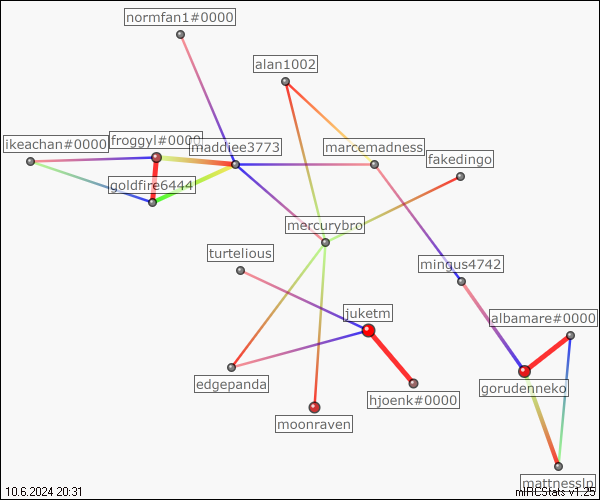 normfan1#0000
alan1002
ikeachan#0000
froggyl#0000
maddiee3773
marcemadness
fakedingo
goldfire6444
mercurybro
turtelious
mingus4742
juketm
albamare#0000
edgepanda
hjoenk#0000
gorudenneko
moonraven
mattnesslp
10.6.2024 20:31
mIRCStats v1.25